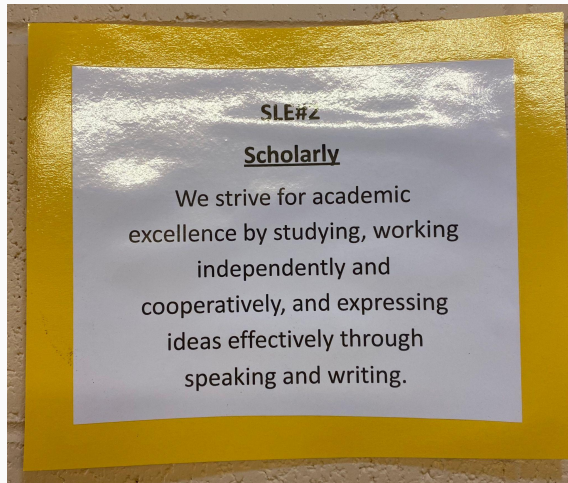 SLE#2
Scholarly
We strive for academic
excellence by studying, working
independently and
cooperatively, and expressing
ideas effectively through
speaking and writing.